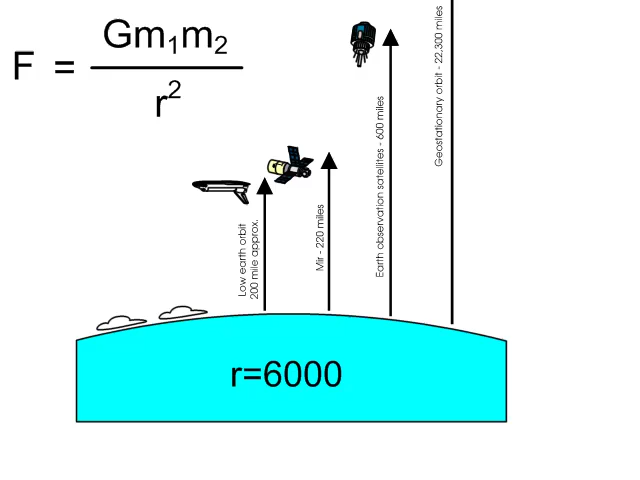 F = Gm₁m₂ / r²
Geostationary orbit - 22,300 miles
Earth observation satellites - 600 miles
Mir - 220 miles
Low earth orbit
200 mile approx.
r=6000